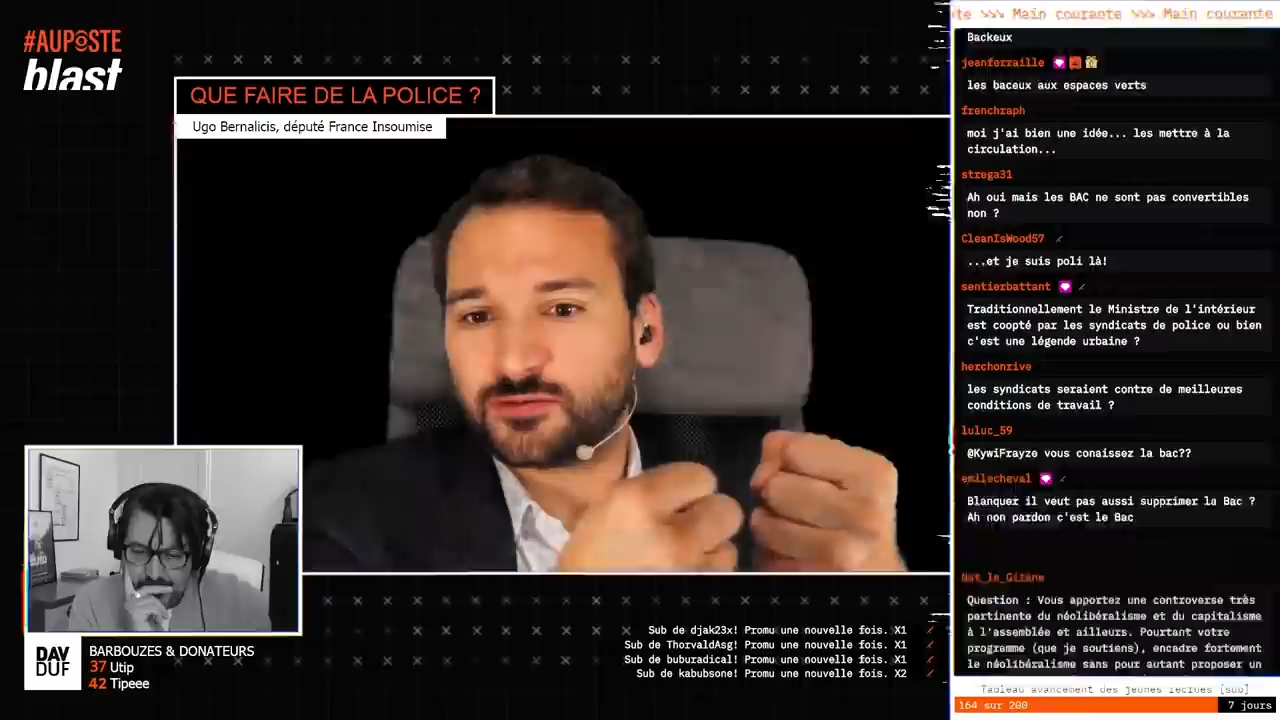 #AUPOSTE
blast
QUE FAIRE DE LA POLICE ?
Ugo Bernalicis, député France Insoumise
DAV
DUF
BARBOUZES & DONATEURS
37 Utip
42 Tipeee
Sub de djak23x! Promu une nouvelle fois. X1
Sub de ThorvaldAsg! Promu une nouvelle fois. X1
Sub de buburadical! Promu une nouvelle fois. X1
Sub de kabubsone! Promu une nouvelle fois. X2
te >>> Main courante >>> Main courante
Backeux
jeanferraille
les baceux aux espaces verts
frenchraph
moi j'ai bien une idée... les mettre à la
circulation...
strega31
Ah oui mais les BAC ne sont pas convertibles
non ?
CleanIsWood57
...et je suis poli là!
sentierbattant
Traditionnellement le Ministre de l'intérieur
est coopté par les syndicats de police ou bien
c'est une légende urbaine ?
herchonrive
les syndicats seraient contre de meilleures
conditions de travail ?
luluc_59
@KywiFrayze vous conaissez la bac??
emilecheval
Blanquer il veut pas aussi supprimer la Bac ?
Ah non pardon c'est le Bac
Nat_le_Gitane
Question : Vous apportez une controverse très
pertinente du néolibéralisme et du capitalisme
à l'assemblée et ailleurs. Pourtant votre
programme (que je soutiens), encadre fortement
le néolibéralisme sans pour autant proposer un
Tableau avancement des jeunes recrues [sub]
164 sur 200
7 jours